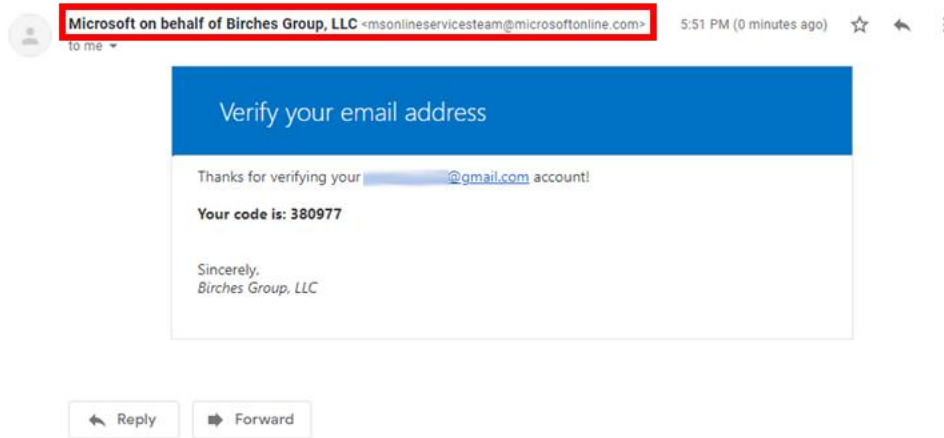 Microsoft on behalf of Birches Group, LLC <msonlineservicesteam@microsoftonline.com> 5:51 PM (0 minutes ago)
to me
Verify your email address
Thanks for verifying your @gmail.com account!
Your code is: 380977
Sincerely,
Birches Group, LLC
Reply Forward